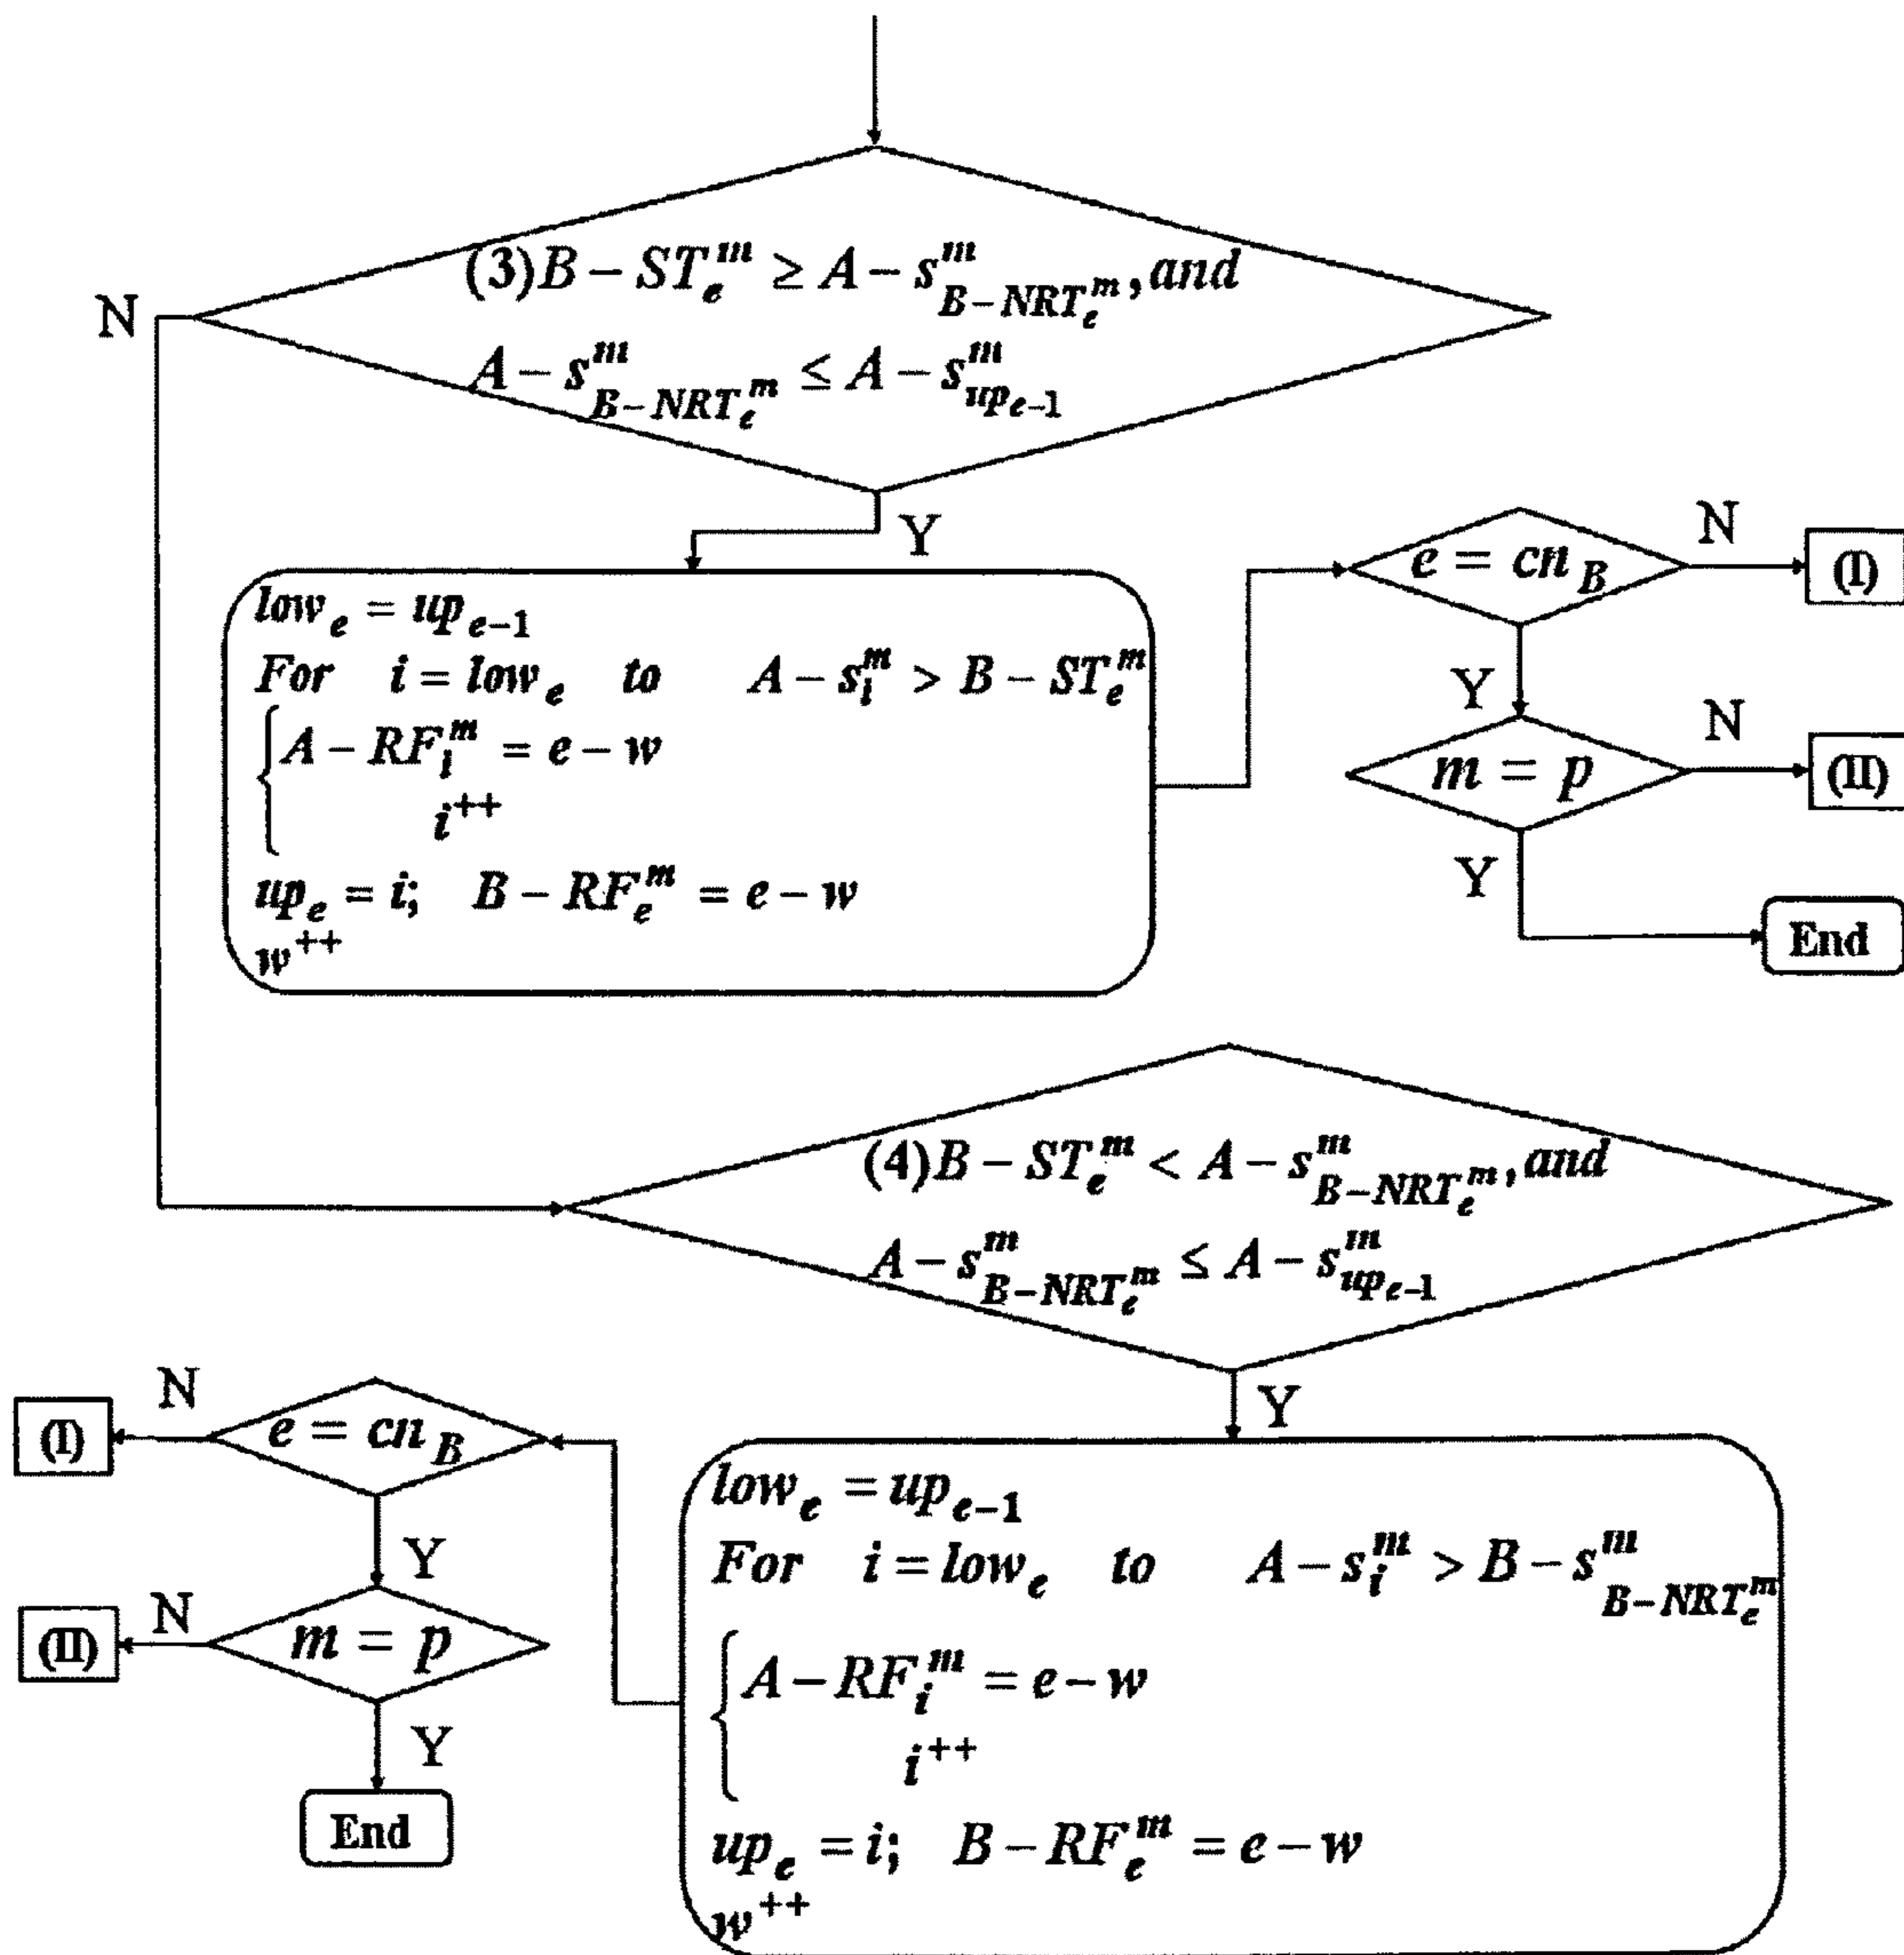 (3)B − ST_e^m ≥ A − s^m_{B−NRT_e^m}, and
A − s^m_{B−NRT_e^m} ≤ A − s^m_{up_{e−1}}
N
Y
low_e = up_{e−1}
For i = low_e to A − s_i^m > B − ST_e^m
{ A − RF_i^m = e − w
i^{++}
up_e = i; B − RF_e^m = e − w
w^{++}
e = cn_B
N
(I)
Y
m = p
N
(II)
Y
End
(4)B − ST_e^m < A − s^m_{B−NRT_e^m}, and
A − s^m_{B−NRT_e^m} ≤ A − s^m_{up_{e−1}}
Y
low_e = up_{e−1}
For i = low_e to A − s_i^m > B − s^m_{B−NRT_e^m}
{ A − RF_i^m = e − w
i^{++}
up_e = i; B − RF_e^m = e − w
w^{++}
e = cn_B
N
(I)
Y
m = p
N
(II)
Y
End